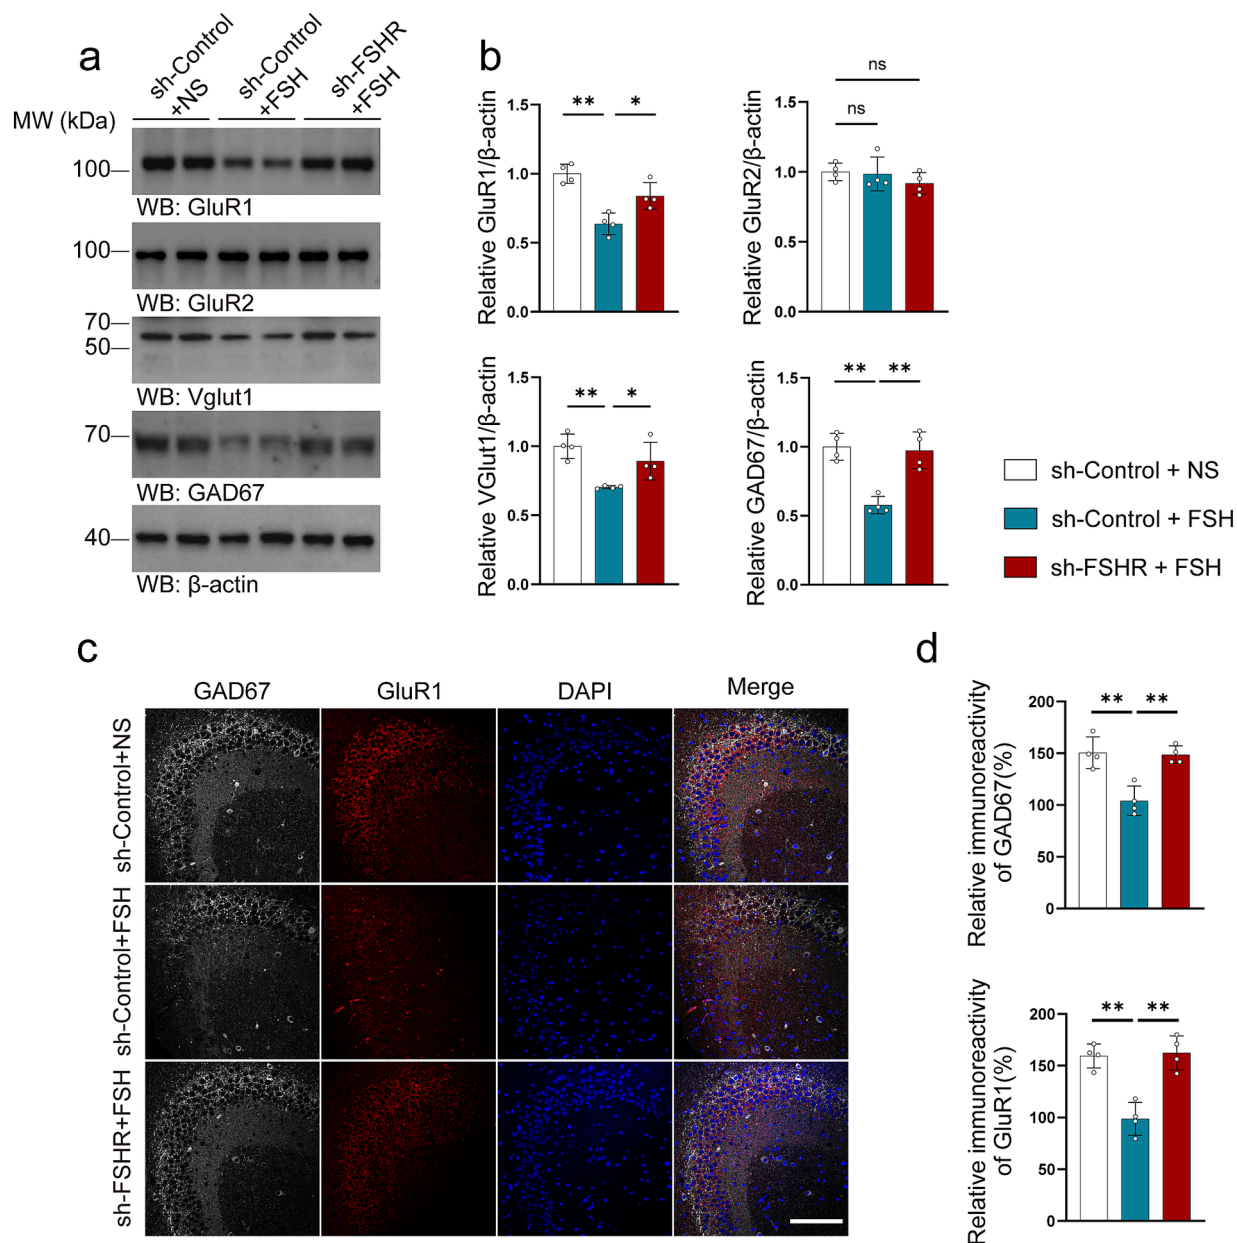 a
sh-Control
+NS
sh-Control
+FSH
sh-FSHR
+FSH
MW (kDa)
100
WB: GluR1
100
WB: GluR2
70
50
WB: Vglut1
70
WB: GAD67
40
WB: β-actin
b
Relative GluR1/β-actin
1.5
1.0
0.5
0.0
** *
Relative GluR2/β-actin
1.5
1.0
0.5
0.0
ns
ns
Relative VGlut1/β-actin
1.5
1.0
0.5
0.0
** *
Relative GAD67/β-actin
1.5
1.0
0.5
0.0
** **
sh-Control + NS
sh-Control + FSH
sh-FSHR + FSH
c
GAD67 GluR1 DAPI Merge
sh-Control+NS
sh-Control+FSH
sh-FSHR+FSH
d
Relative immunoreactivity
of GAD67(%)
200
150
100
50
0
** **
Relative immunoreactivity
of GluR1(%)
200
150
100
50
0
** **